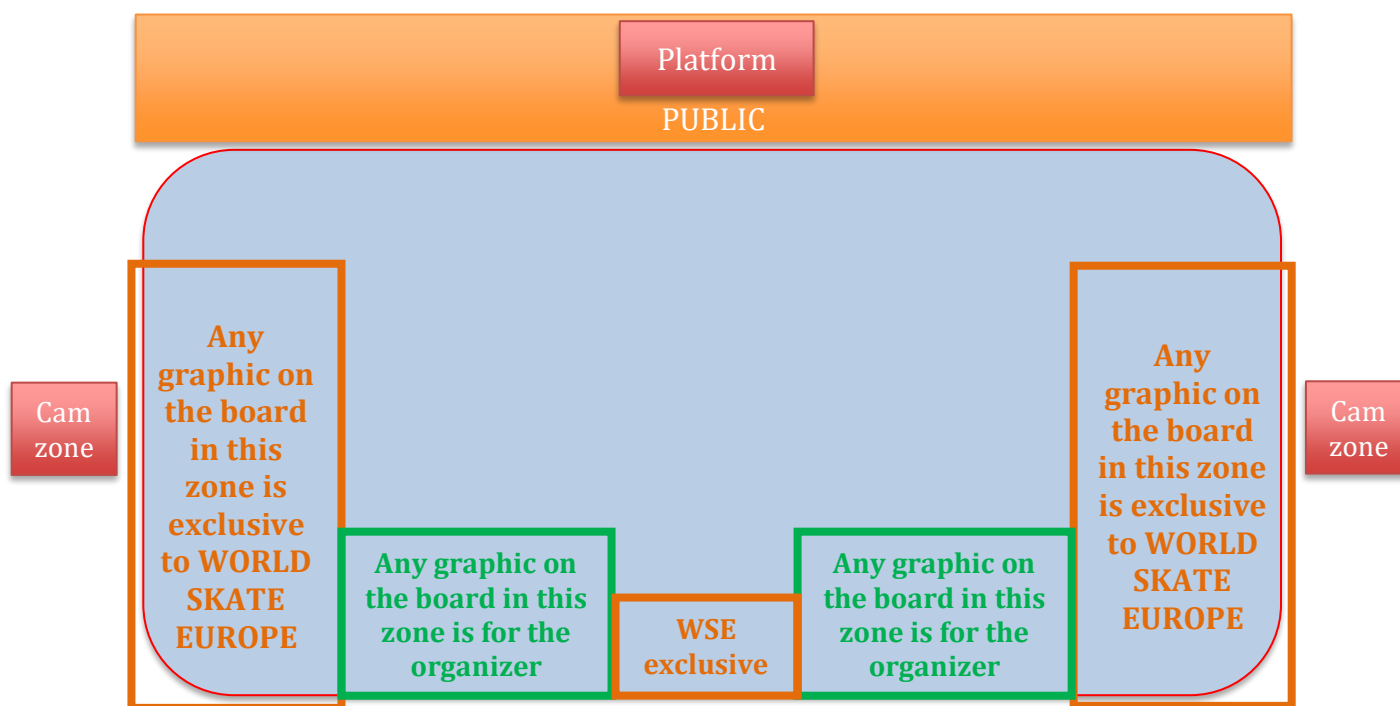 Platform
PUBLIC
Any
graphic on
the board
in this
zone is
exclusive
to WORLD
SKATE
EUROPE
Any
graphic on
the board
in this zone
is exclusive
to WORLD
SKATE
EUROPE
Cam
zone
Cam
zone
Any graphic on
the board in this
zone is for the
organizer
WSE
exclusive
Any graphic on
the board in this
zone is for the
organizer